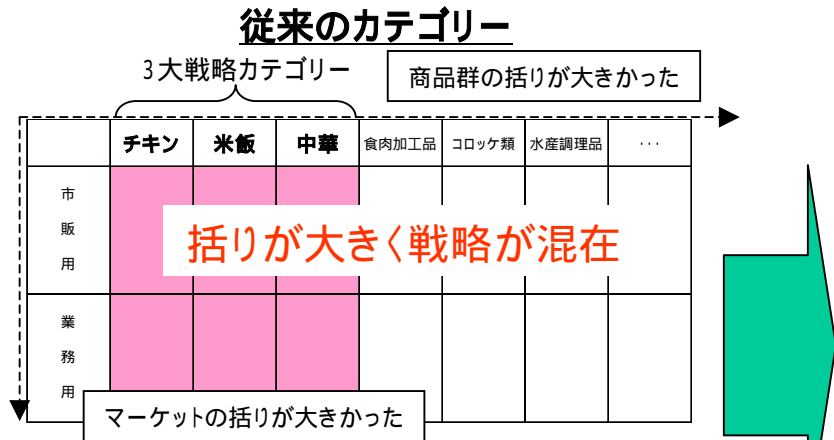 従来のカテゴリー
3大戦略カテゴリー
商品群の括りが大きかった
チキン 米飯 中華 食肉加工品 コロッケ類 水産調理品 ···
市販用
括りが大きく戦略が混在
業務用
マーケットの括りが大きかった